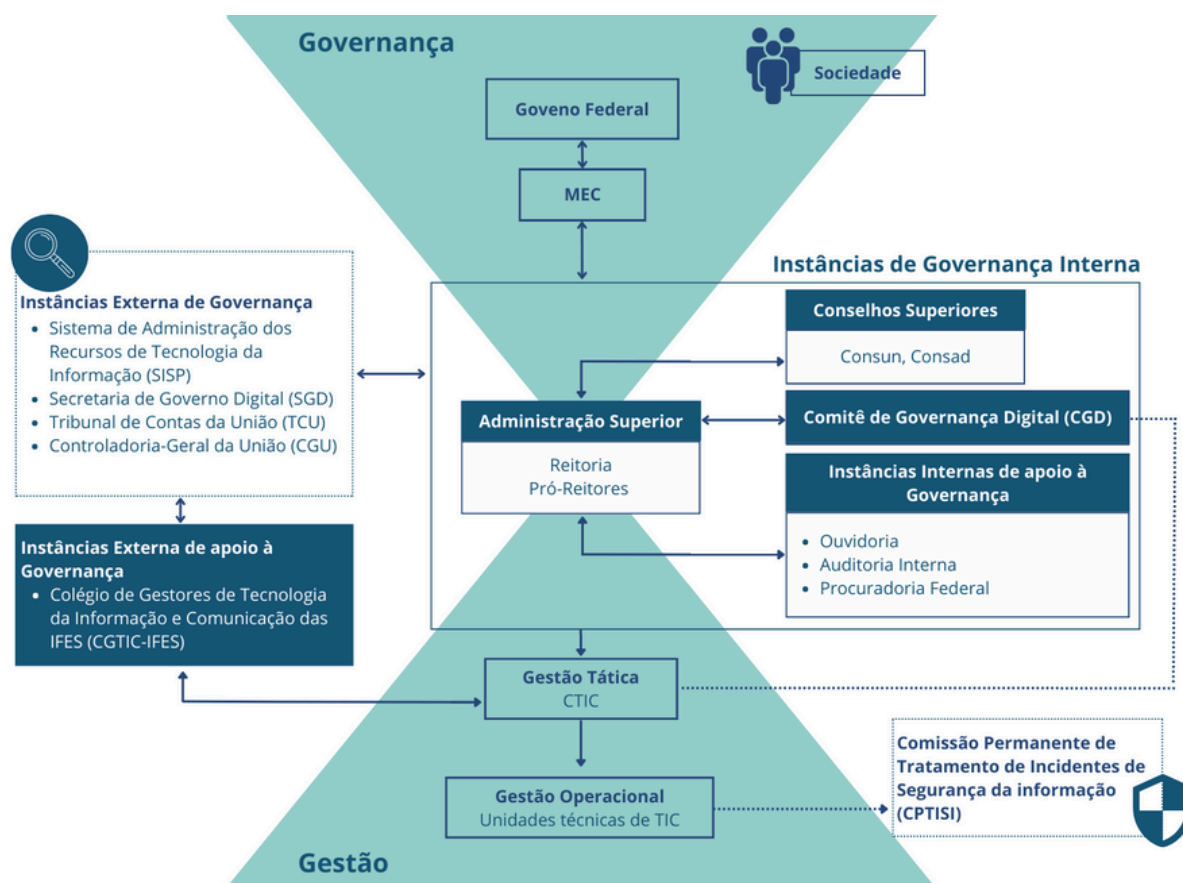 Governança
Sociedade
Goveno Federal
MEC
Instâncias Externa de Governança
• Sistema de Administração dos
Recursos de Tecnologia da
Informação (SISP)
• Secretaria de Governo Digital (SGD)
• Tribunal de Contas da União (TCU)
• Controladoria-Geral da União (CGU)
Instâncias Externa de apoio à
Governança
• Colégio de Gestores de Tecnologia
da Informação e Comunicação das
IFES (CGTIC-IFES)
Instâncias de Governança Interna
Conselhos Superiores
Consun, Consad
Administração Superior
Reitoria
Pró-Reitores
Comitê de Governança Digital (CGD)
Instâncias Internas de apoio à
Governança
• Ouvidoria
• Auditoria Interna
• Procuradoria Federal
Gestão Tática
CTIC
Gestão Operacional
Unidades técnicas de TIC
Comissão Permanente de
Tratamento de Incidentes de
Segurança da informação
(CPTISI)
Gestão